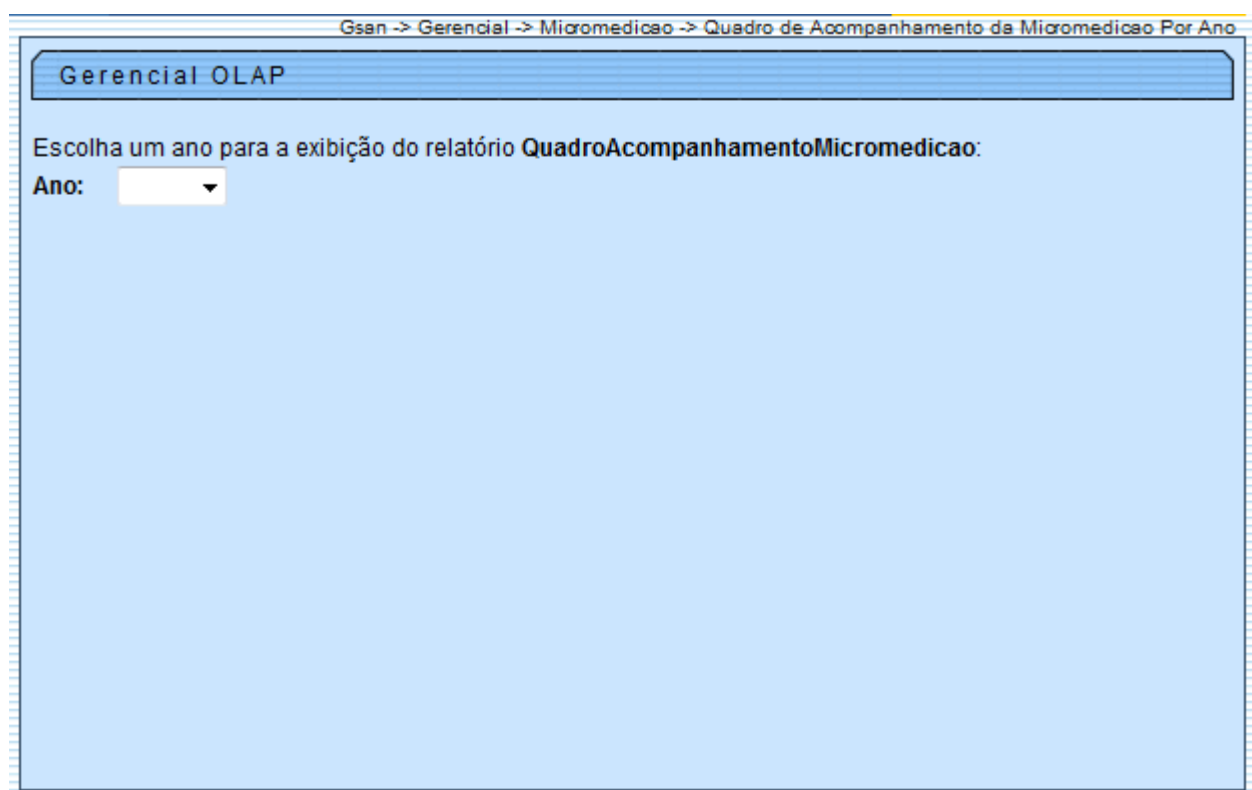 Gsan -> Gerencial -> Micromedicao -> Quadro de Acompanhamento da Micromedicao Por Ano
Gerencial OLAP
Escolha um ano para a exibição do relatório QuadroAcompanhamentoMicromedicao:
Ano: